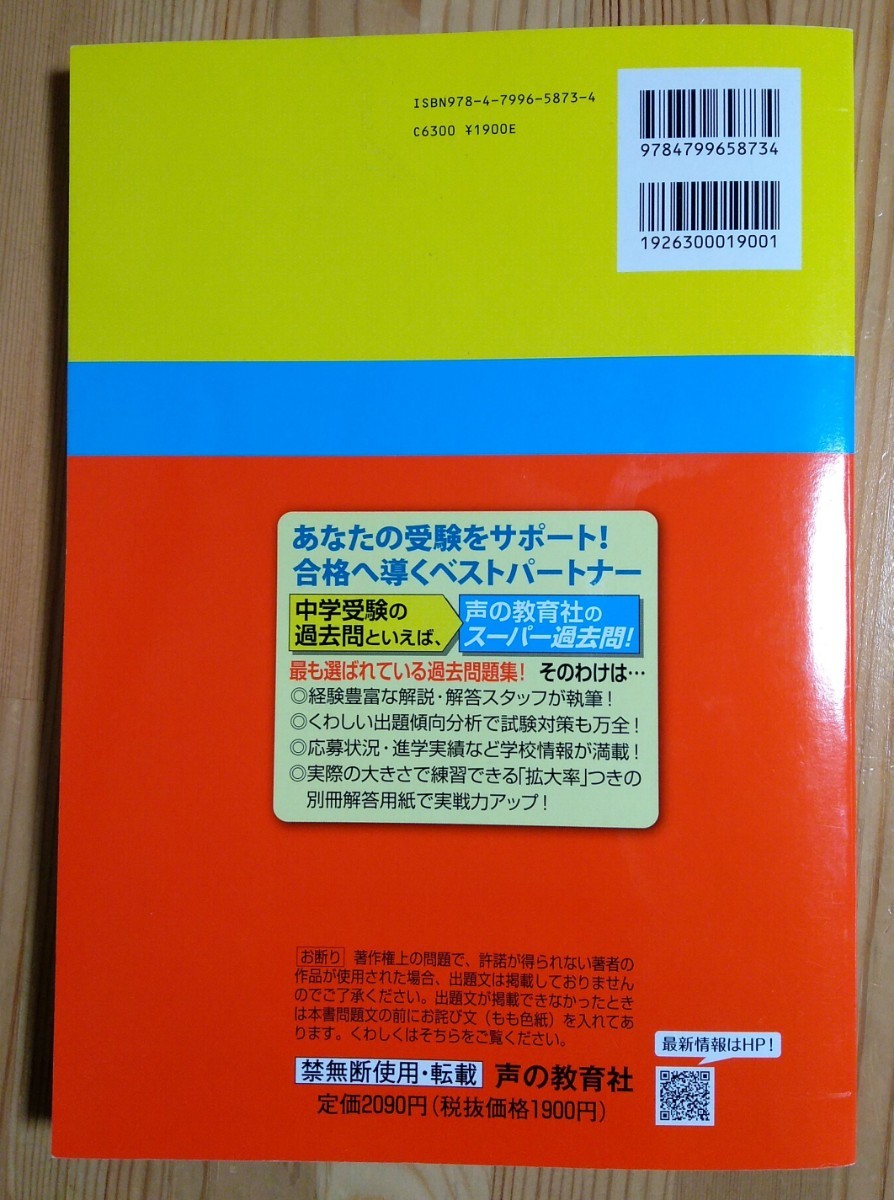 ISBN978-4-7996-5873-4
C6300 ¥1900E
9784799658734
1926300019001
あなたの受験をサポート!
合格へ導くベストパートナー
中学受験の
過去問といえば、
声の教育社の
スーパー過去問!
最も選ばれている過去問題集! そのわけは…
◎経験豊富な解説・解答スタッフが執筆!
◎くわしい出題傾向分析で試験対策も万全!
◎応募状況・進学実績など学校情報が満載!
◎実際の大きさで練習できる「拡大率」つきの
別冊解答用紙で実戦力アップ!
お断り 著作権上の問題で、許諾が得られない著者の
作品が使用された場合、出題文は掲載しておりません
のでご了承ください。出題文が掲載できなかったときは
本書問題文の前にお詫び文(もも色紙)を入れてあ
ります。くわしくはそちらをご覧ください。
最新情報はHP!
禁無断使用・転載 声の教育社
定価2090円(税抜価格1900円)